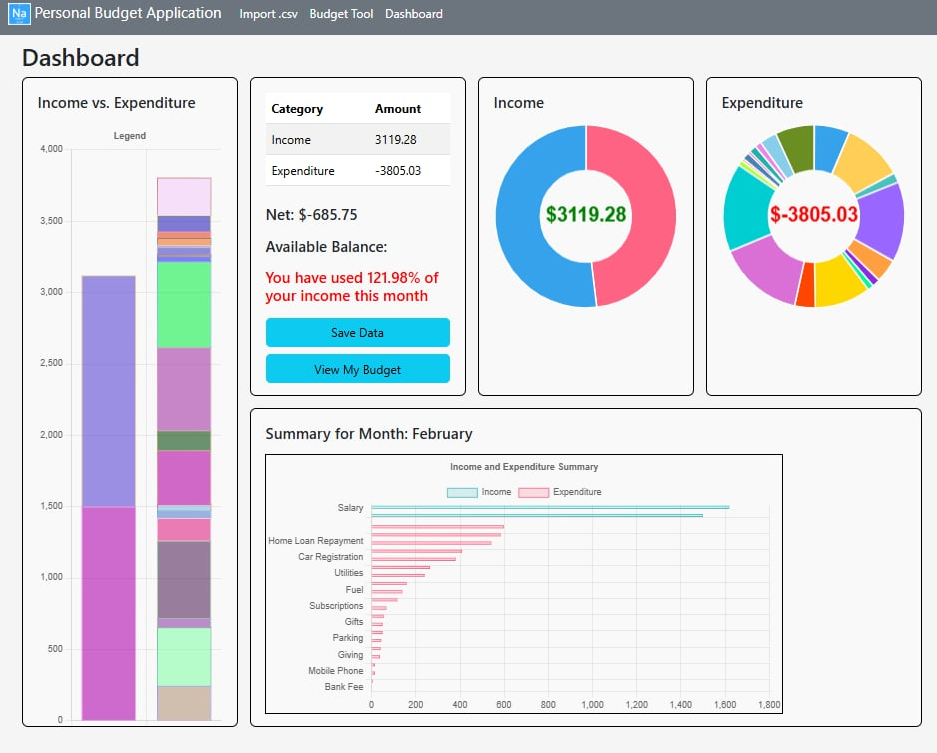 Na Personal Budget Application Import .csv Budget Tool Dashboard
Dashboard
Income vs. Expenditure
Legend
4,000
3,500
3,000
2,500
2,000
1,500
1,000
500
0
Category Amount
Income 3119.28
Expenditure -3805.03
Net: $-685.75
Available Balance:
You have used 121.98% of
your income this month
Save Data
View My Budget
Income
$3119.28
Expenditure
$-3805.03
Summary for Month: February
Income and Expenditure Summary
Income Expenditure
Salary
Home Loan Repayment
Car Registration
Utilities
Fuel
Subscriptions
Gifts
Parking
Giving
Mobile Phone
Bank Fee
0 200 400 600 800 1,000 1,200 1,400 1,600 1,800